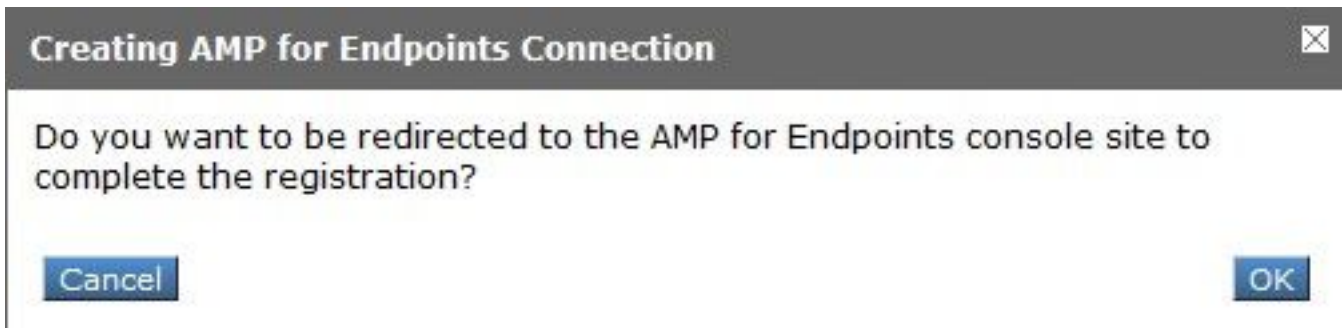 Creating AMP for Endpoints Connection
Do you want to be redirected to the AMP for Endpoints console site to
complete the registration?
Cancel
OK